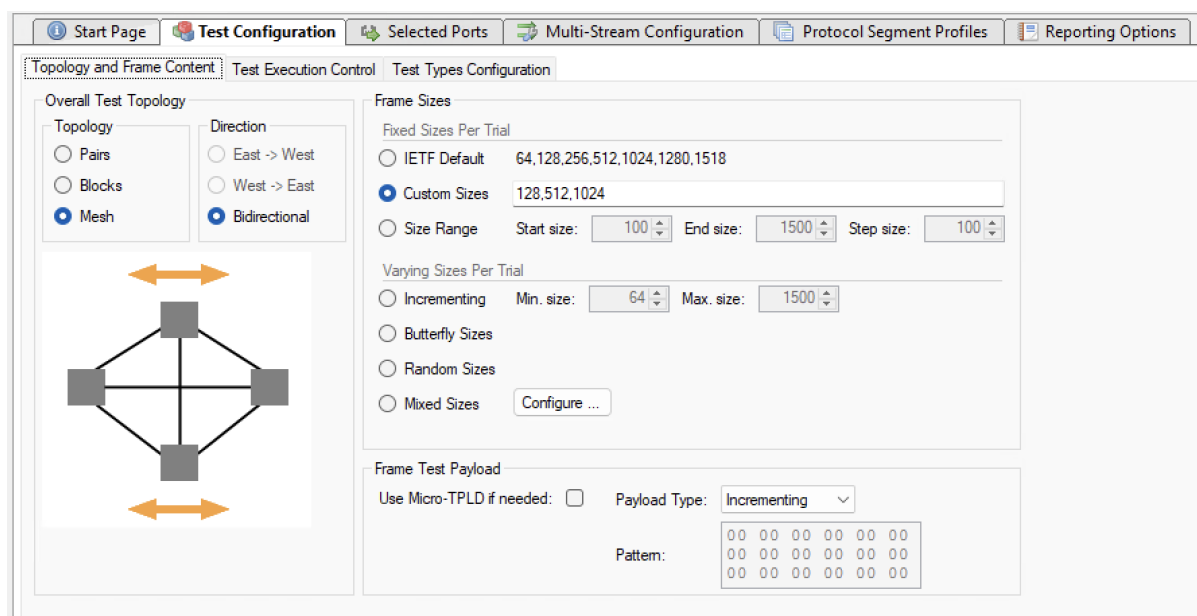 Start Page Test Configuration Selected Ports Multi-Stream Configuration Protocol Segment Profiles Reporting Options
Topology and Frame Content Test Execution Control Test Types Configuration
Overall Test Topology
Topology
Pairs
Blocks
Mesh
Direction
East -> West
West -> East
Bidirectional
Frame Sizes
Fixed Sizes Per Trial
IETF Default 64,128,256,512,1024,1280,1518
Custom Sizes 128,512,1024
Size Range Start size: 100 End size: 1500 Step size: 100
Varying Sizes Per Trial
Incrementing Min. size: 64 Max. size: 1500
Butterfly Sizes
Random Sizes
Mixed Sizes Configure ...
Frame Test Payload
Use Micro-TPLD if needed: Payload Type: Incrementing
Pattern:
00 00 00 00 00 00
00 00 00 00 00 00
00 00 00 00 00 00